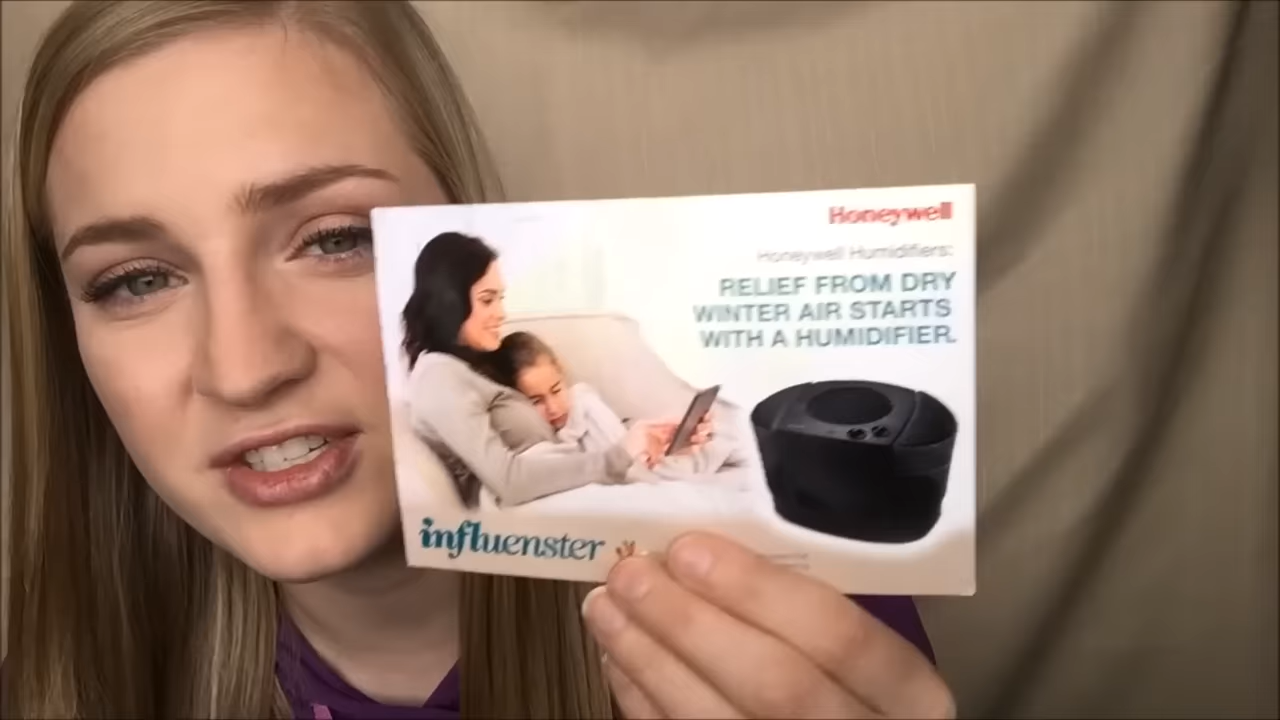 Honeywell
Honeywell Humidifiers:
RELIEF FROM DRY
WINTER AIR STARTS
WITH A HUMIDIFIER.
influenster